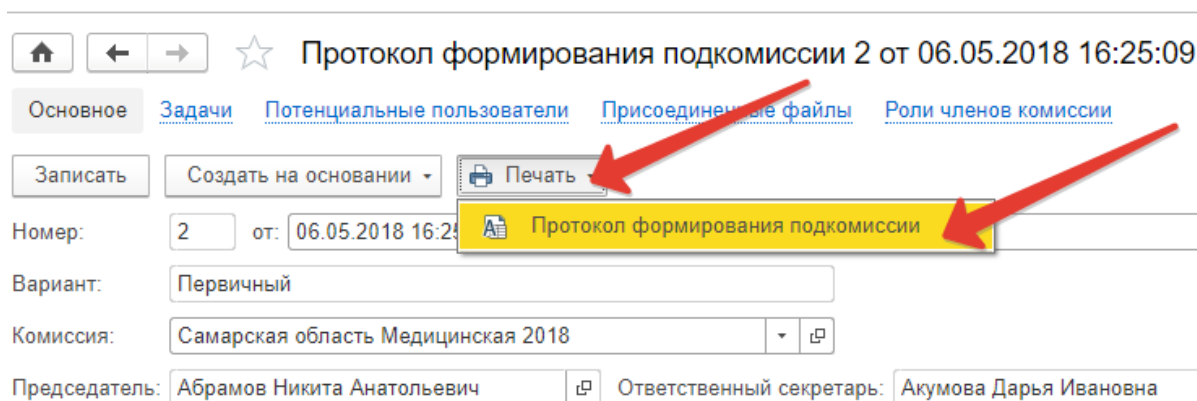 Протокол формирования подкомиссии 2 от 06.05.2018 16:25:09
Основное Задачи Потенциальные пользователи Присоединенные файлы Роли членов комиссии
Записать Создать на основании Печать
Протокол формирования подкомиссии
Номер: 2 от: 06.05.2018 16:25
Вариант: Первичный
Комиссия: Самарская область Медицинская 2018
Председатель: Абрамов Никита Анатольевич Ответственный секретарь: Акумова Дарья Ивановна